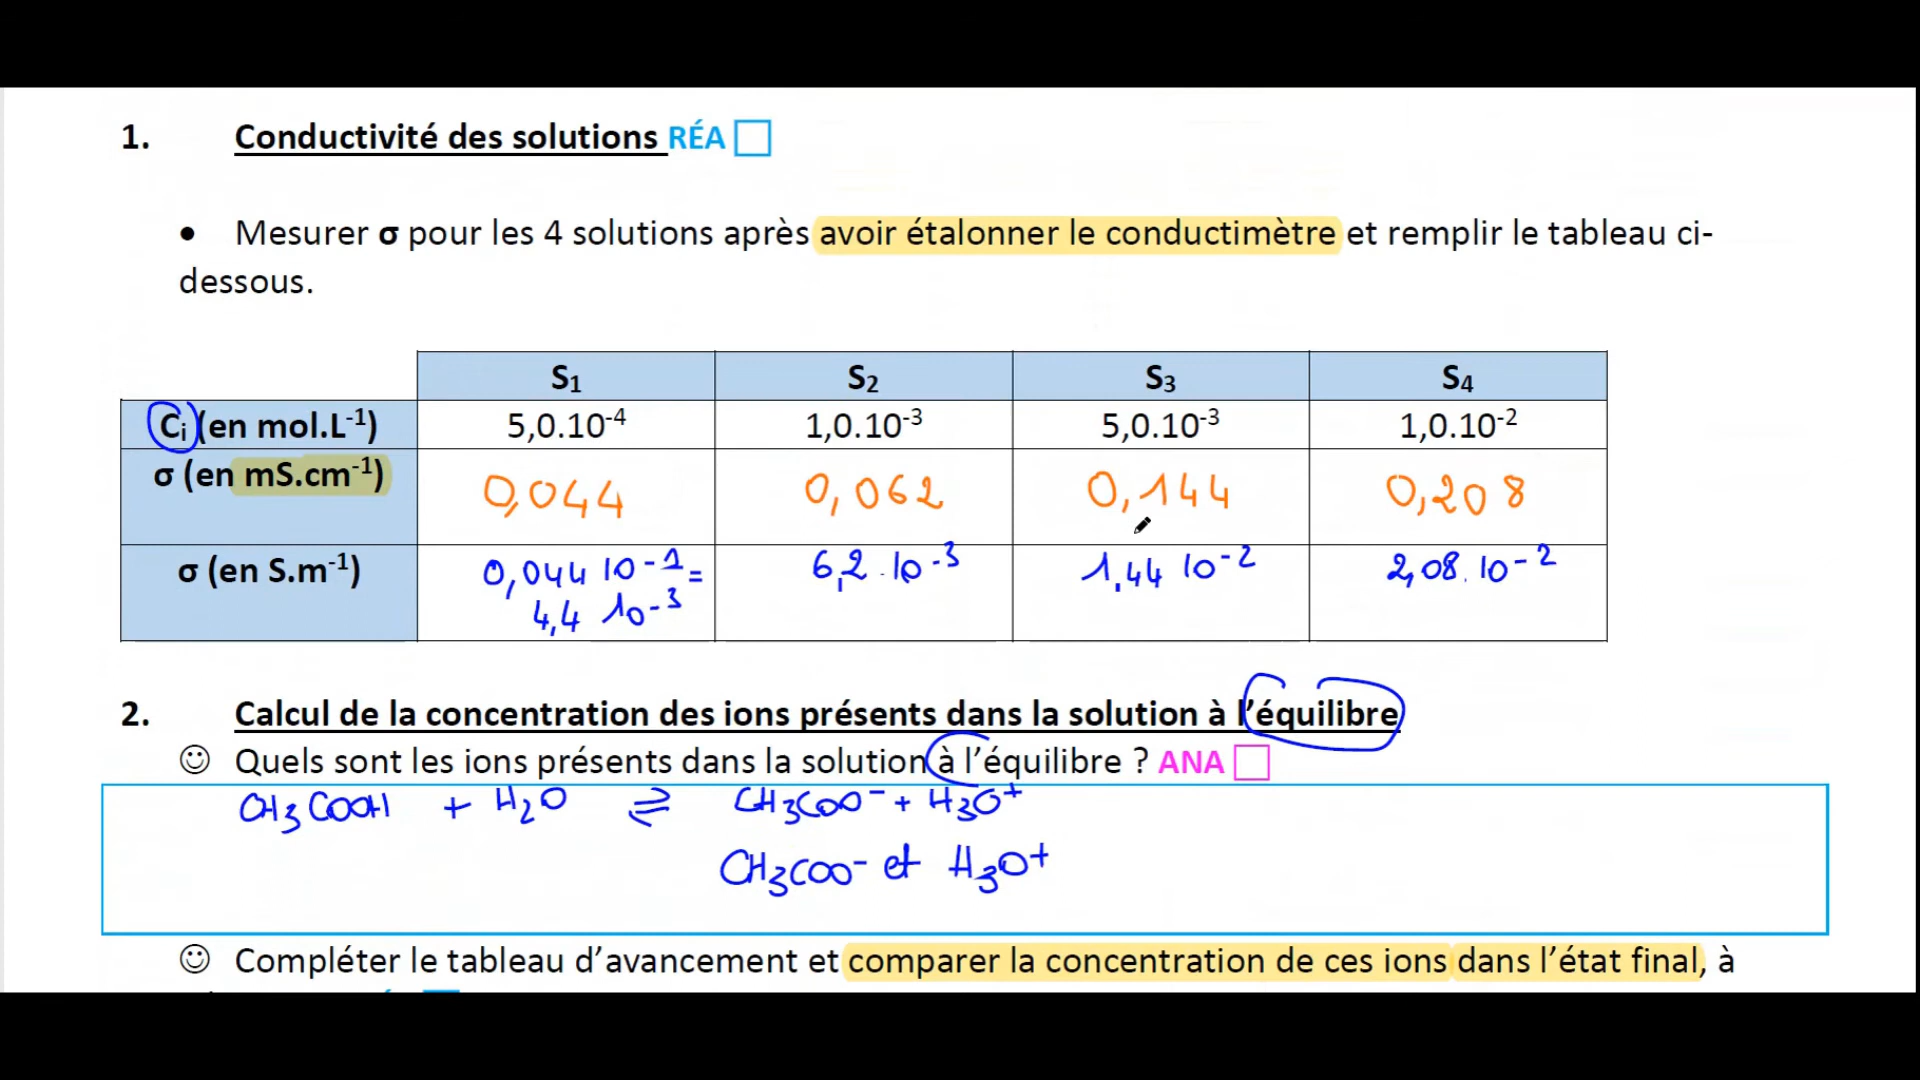 1. Conductivité des solutions RÉA
• Mesurer σ pour les 4 solutions après avoir étalonner le conductimètre et remplir le tableau ci-
dessous.
S₁ S₂ S₃ S₄
Cᵢ (en mol.L⁻¹) 5,0.10⁻⁴ 1,0.10⁻³ 5,0.10⁻³ 1,0.10⁻²
σ (en mS.cm⁻¹) 0,044 0,062 0,144 0,208
σ (en S.m⁻¹) 0,044 10⁻¹ = 6,2.10⁻³ 1,44 10⁻² 2,08.10⁻²
4,4 10⁻³
2. Calcul de la concentration des ions présents dans la solution à l’équilibre
☺ Quels sont les ions présents dans la solution à l’équilibre ? ANA
CH₃COOH + H₂O ⇌ CH₃COO⁻ + H₃O⁺
CH₃COO⁻ et H₃O⁺
☺ Compléter le tableau d’avancement et comparer la concentration de ces ions dans l’état final, à